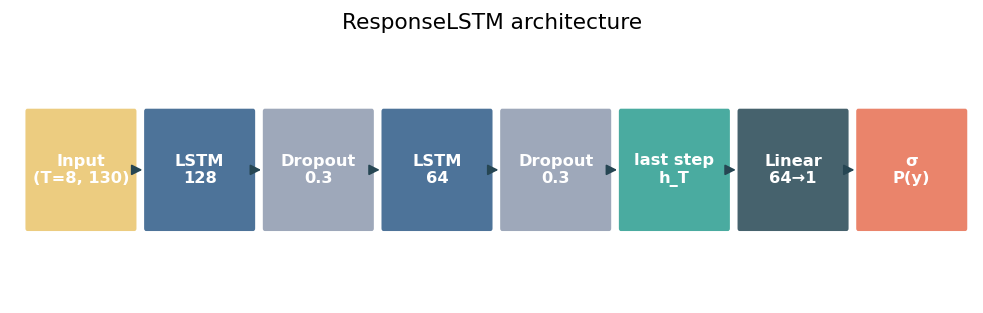 ResponseLSTM architecture
Input
(T=8, 130)
LSTM
128
Dropout
0.3
LSTM
64
Dropout
0.3
last step
h_T
Linear
64→1
σ
P(y)